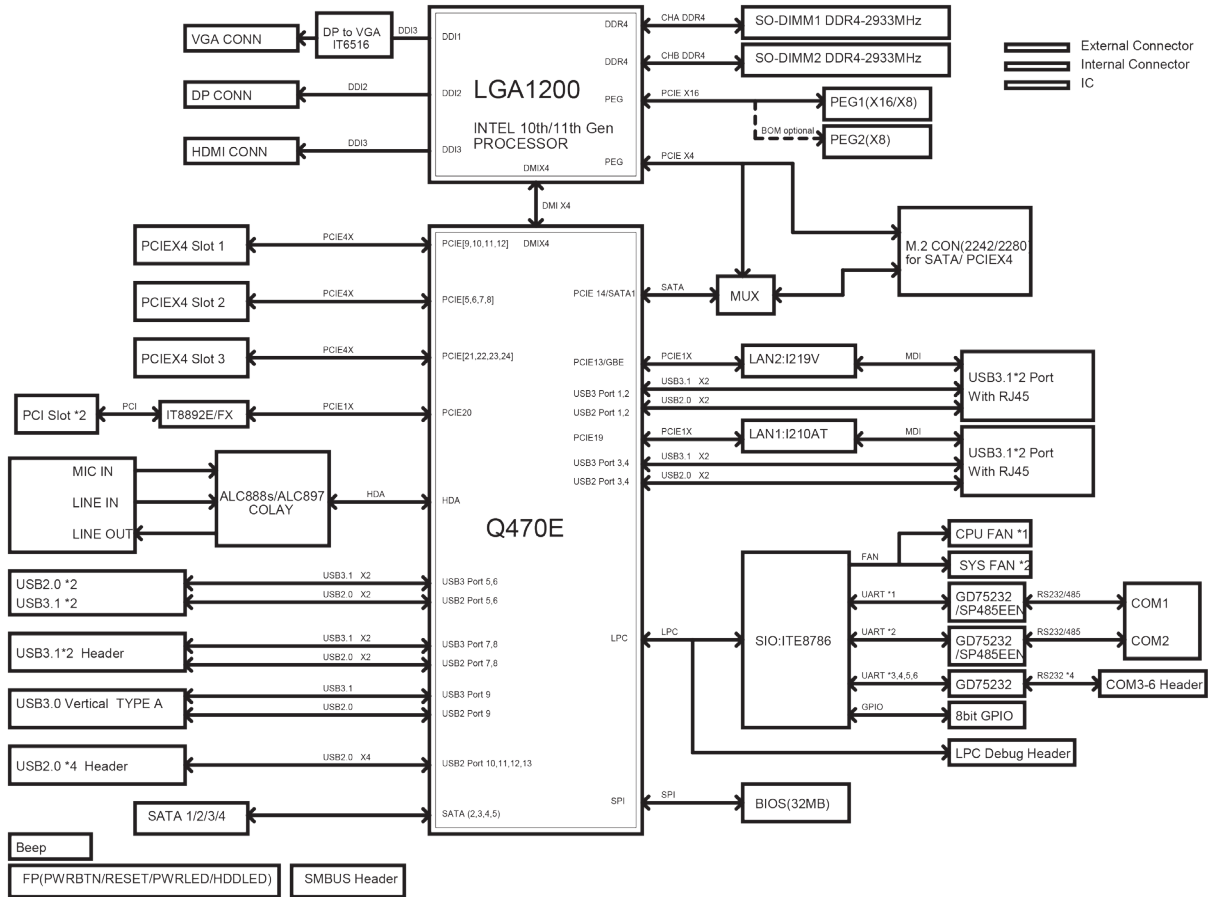 VGA CONN
DP to VGA
IT6516
DDI3
DDI1
DP CONN
DDI2
DDI2
HDMI CONN
DDI3
DDI3
LGA1200
INTEL 10th/11th Gen
PROCESSOR
DMIX4
DDR4
DDR4
PEG
PEG
CHA DDR4
SO-DIMM1 DDR4-2933MHz
CHB DDR4
SO-DIMM2 DDR4-2933MHz
PCIE X16
PEG1(X16/X8)
BOM optional
PEG2(X8)
PCIE X4
External Connector
Internal Connector
IC
DMI X4
M.2 CON(2242/2280)
for SATA/ PCIEX4
MUX
SATA
PCIE 14/SATA1
PCIEX4 Slot 1
PCIE4X
PCIE[9,10,11,12]
DMIX4
PCIEX4 Slot 2
PCIE4X
PCIE[5,6,7,8]
PCIEX4 Slot 3
PCIE4X
PCIE[21,22,23,24]
PCI Slot *2
PCI
IT8892E/FX
PCIE1X
PCIE20
MIC IN
LINE IN
LINE OUT
ALC888s/ALC897
COLAY
HDA
HDA
Q470E
USB2.0 *2
USB3.1 *2
USB3.1 X2
USB2.0 X2
USB3 Port 5,6
USB2 Port 5,6
USB3.1*2 Header
USB3.1 X2
USB2.0 X2
USB3 Port 7,8
USB2 Port 7,8
USB3.0 Vertical TYPE A
USB3.1
USB2.0
USB3 Port 9
USB2 Port 9
USB2.0 *4 Header
USB2.0 X4
USB2 Port 10,11,12,13
SATA 1/2/3/4
SATA (2,3,4,5)
PCIE13/GBE
PCIE1X
LAN2:I219V
MDI
USB3 Port 1,2
USB3.1 X2
USB2 Port 1,2
USB2.0 X2
USB3.1*2 Port
With RJ45
PCIE19
PCIE1X
LAN1:I210AT
MDI
USB3 Port 3,4
USB3.1 X2
USB2 Port 3,4
USB2.0 X2
USB3.1*2 Port
With RJ45
LPC
LPC
SIO:ITE8786
FAN
CPU FAN *1
SYS FAN *2
UART *1
GD75232
/SP485EEN
RS232/485
COM1
UART *2
GD75232
/SP485EEN
RS232/485
COM2
UART *3,4,5,6
GD75232
RS232 *4
COM3-6 Header
GPIO
8bit GPIO
LPC Debug Header
SPI
SPI
BIOS(32MB)
Beep
FP(PWRBTN/RESET/PWRLED/HDDLED)
SMBUS Header